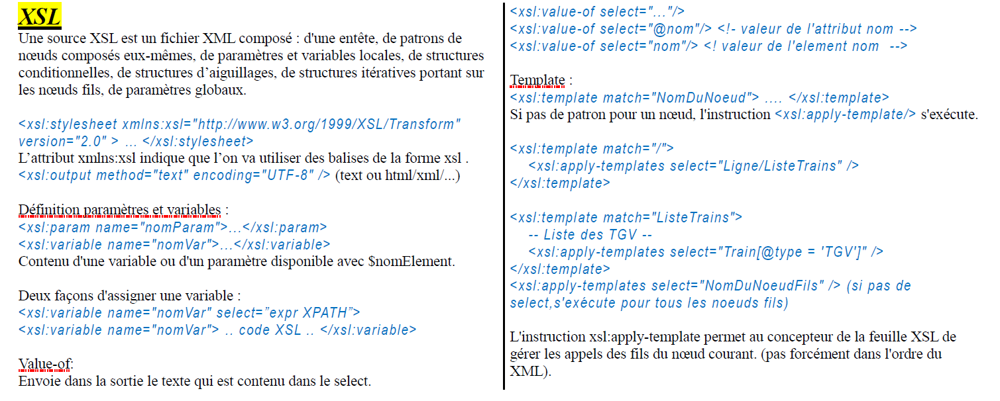 XSL
Une source XSL est un fichier XML composé : d'une entête, de patrons de
nœuds composés eux-mêmes, de paramètres et variables locales, de structures
conditionnelles, de structures d’aiguillages, de structures itératives portant sur
les nœuds fils, de paramètres globaux.
<xsl:stylesheet xmlns:xsl="http://www.w3.org/1999/XSL/Transform"
version="2.0" > ... </xsl:stylesheet>
L’attribut xmlns:xsl indique que l’on va utiliser des balises de la forme xsl .
<xsl:output method="text" encoding="UTF-8" /> (text ou html/xml/...)
Définition paramètres et variables :
<xsl:param name="nomParam">...</xsl:param>
<xsl:variable name="nomVar">...</xsl:variable>
Contenu d'une variable ou d'un paramètre disponible avec $nomElement.
Deux façons d'assigner une variable :
<xsl:variable name="nomVar" select=”expr XPATH”>
<xsl:variable name="nomVar"> .. code XSL .. </xsl:variable>
Value-of:
Envoie dans la sortie le texte qui est contenu dans le select.
<xsl:value-of select="..."/>
<xsl:value-of select="@nom"/> <!- valeur de l'attribut nom -->
<xsl:value-of select="nom"/> <! valeur de l'element nom -->
Template :
<xsl:template match="NomDuNoeud"> .... </xsl:template>
Si pas de patron pour un nœud, l'instruction <xsl:apply-template/> s'exécute.
<xsl:template match="/">
<xsl:apply-templates select="Ligne/ListeTrains" />
</xsl:template>
<xsl:template match="ListeTrains">
-- Liste des TGV --
<xsl:apply-templates select="Train[@type = 'TGV']" />
</xsl:template>
<xsl:apply-templates select="NomDuNoeudFils" /> (si pas de
select,s'exécute pour tous les noeuds fils)
L'instruction xsl:apply-template permet au concepteur de la feuille XSL de
gérer les appels des fils du nœud courant. (pas forcément dans l'ordre du
XML).